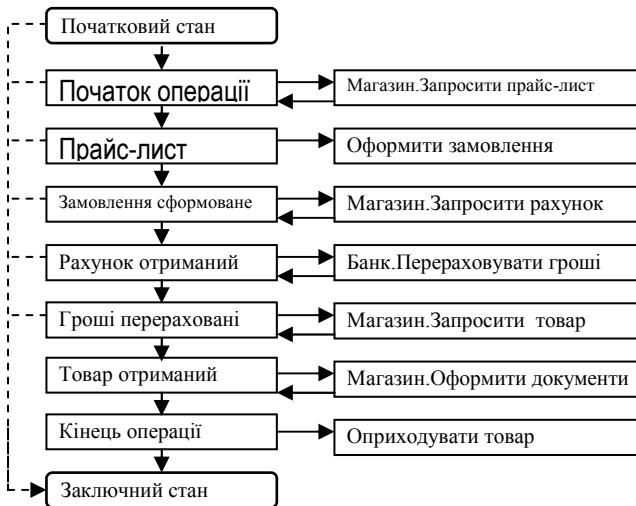 Початковий стан
Початок операції
Магазин.Запросити прайс-лист
Прайс-лист
Оформити замовлення
Замовлення сформоване
Магазин.Запросити рахунок
Рахунок отриманий
Банк.Перераховувати гроші
Гроші перераховані
Магазин.Запросити товар
Товар отриманий
Магазин.Оформити документи
Кінець операції
Оприходувати товар
Заключний стан